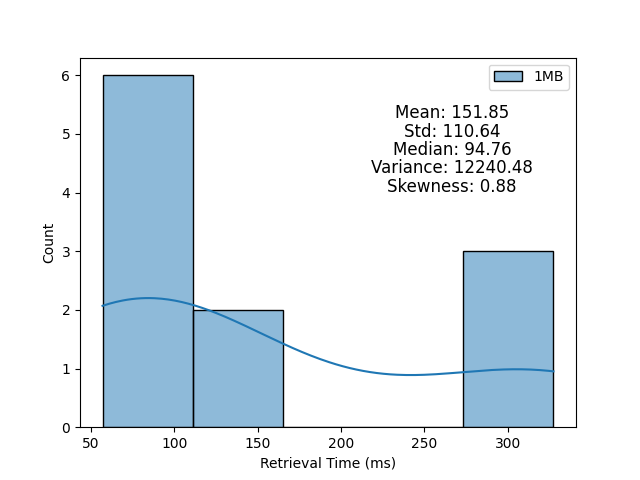 1MB
Mean: 151.85
Std: 110.64
Median: 94.76
Variance: 12240.48
Skewness: 0.88
6
5
4
3
2
1
0
Count
50 100 150 200 250 300
Retrieval Time (ms)